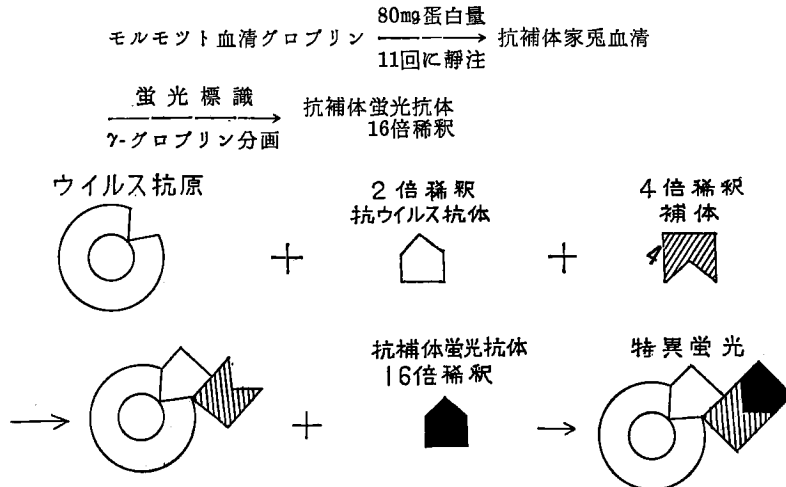 80mg蛋白量
モルモツト血清グロブリン → 抗補体家兎血清
11回に靜注
蛍光標識
→ 抗補体蛍光抗体
γ-グロブリン分画
16倍稀釈
ウイルス抗原
2倍稀釈
抗ウイルス抗体
4倍稀釈
補体
+ +
4
抗補体蛍光抗体
16倍稀釈
特異蛍光
→ + →